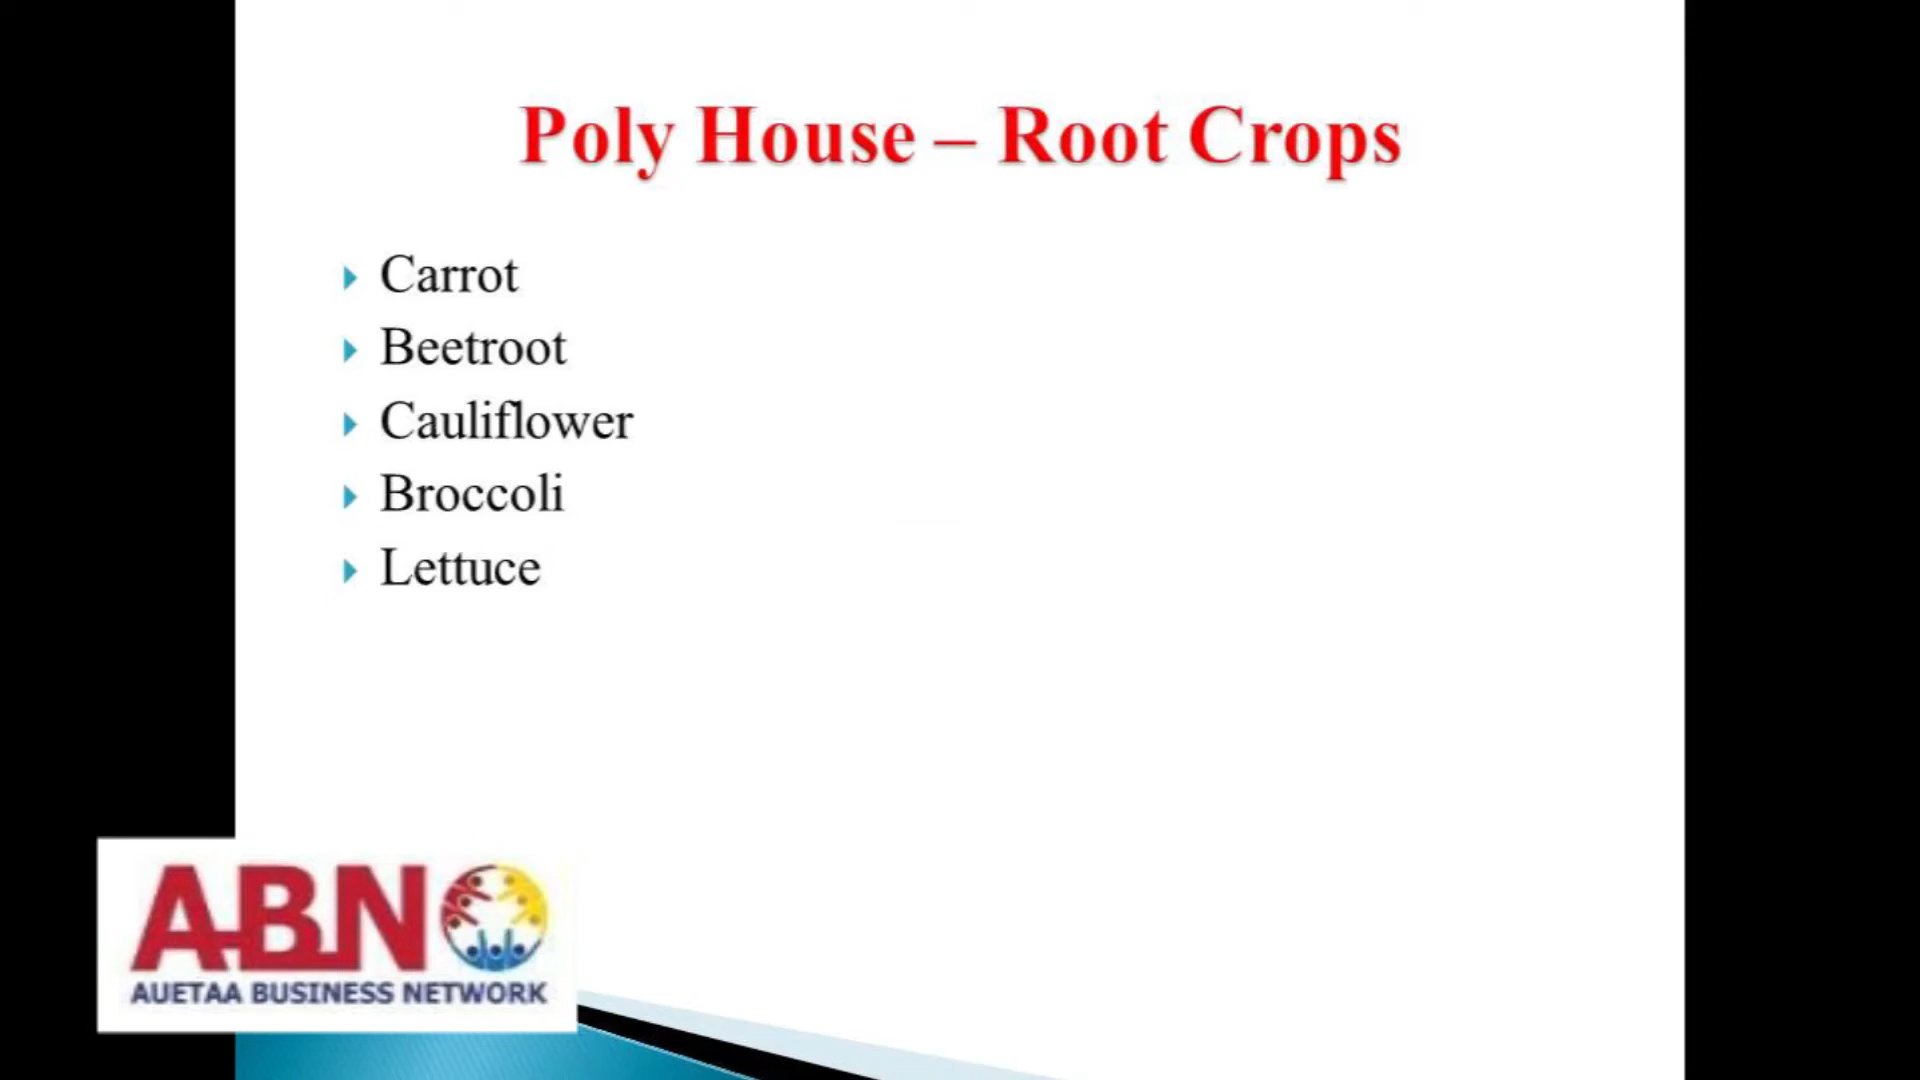 Poly House – Root Crops
Carrot
Beetroot
Cauliflower
Broccoli
Lettuce
ABN
AUETAA BUSINESS NETWORK